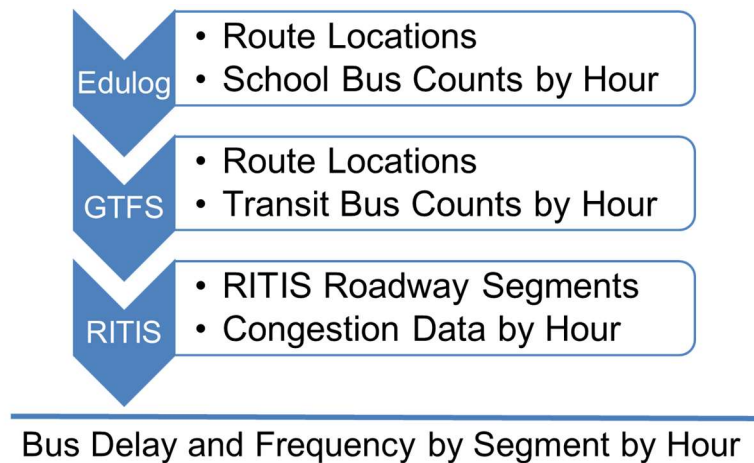 Edulog
• Route Locations
• School Bus Counts by Hour
GTFS
• Route Locations
• Transit Bus Counts by Hour
RITIS
• RITIS Roadway Segments
• Congestion Data by Hour
Bus Delay and Frequency by Segment by Hour